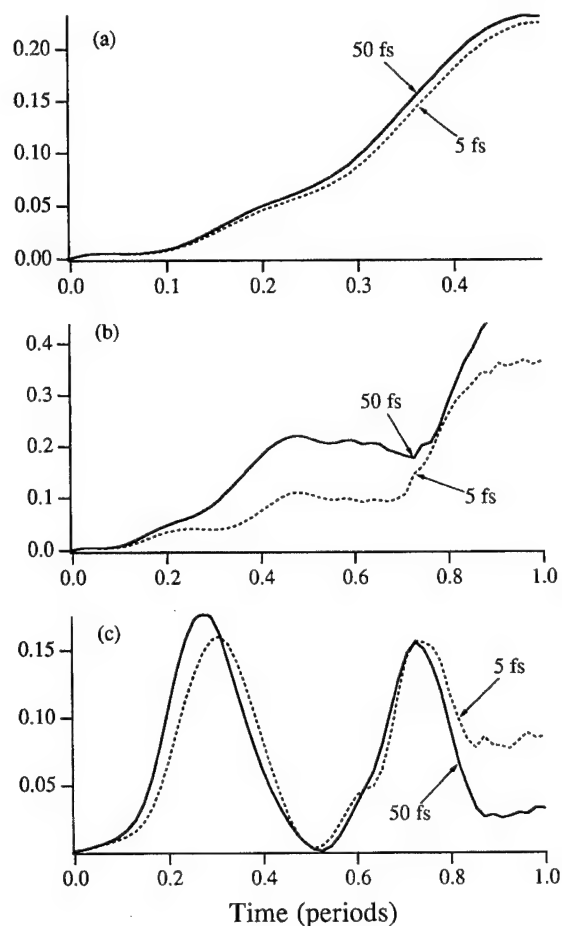 (a)
0.20
0.15
0.10
0.05
0.00
50 fs
5 fs
0.0 0.1 0.2 0.3 0.4
(b)
0.4
0.3
0.2
0.1
0.0
50 fs
5 fs
0.0 0.2 0.4 0.6 0.8 1.0
(c)
0.15
0.10
0.05
5 fs
50 fs
0.0 0.2 0.4 0.6 0.8 1.0
Time (periods)